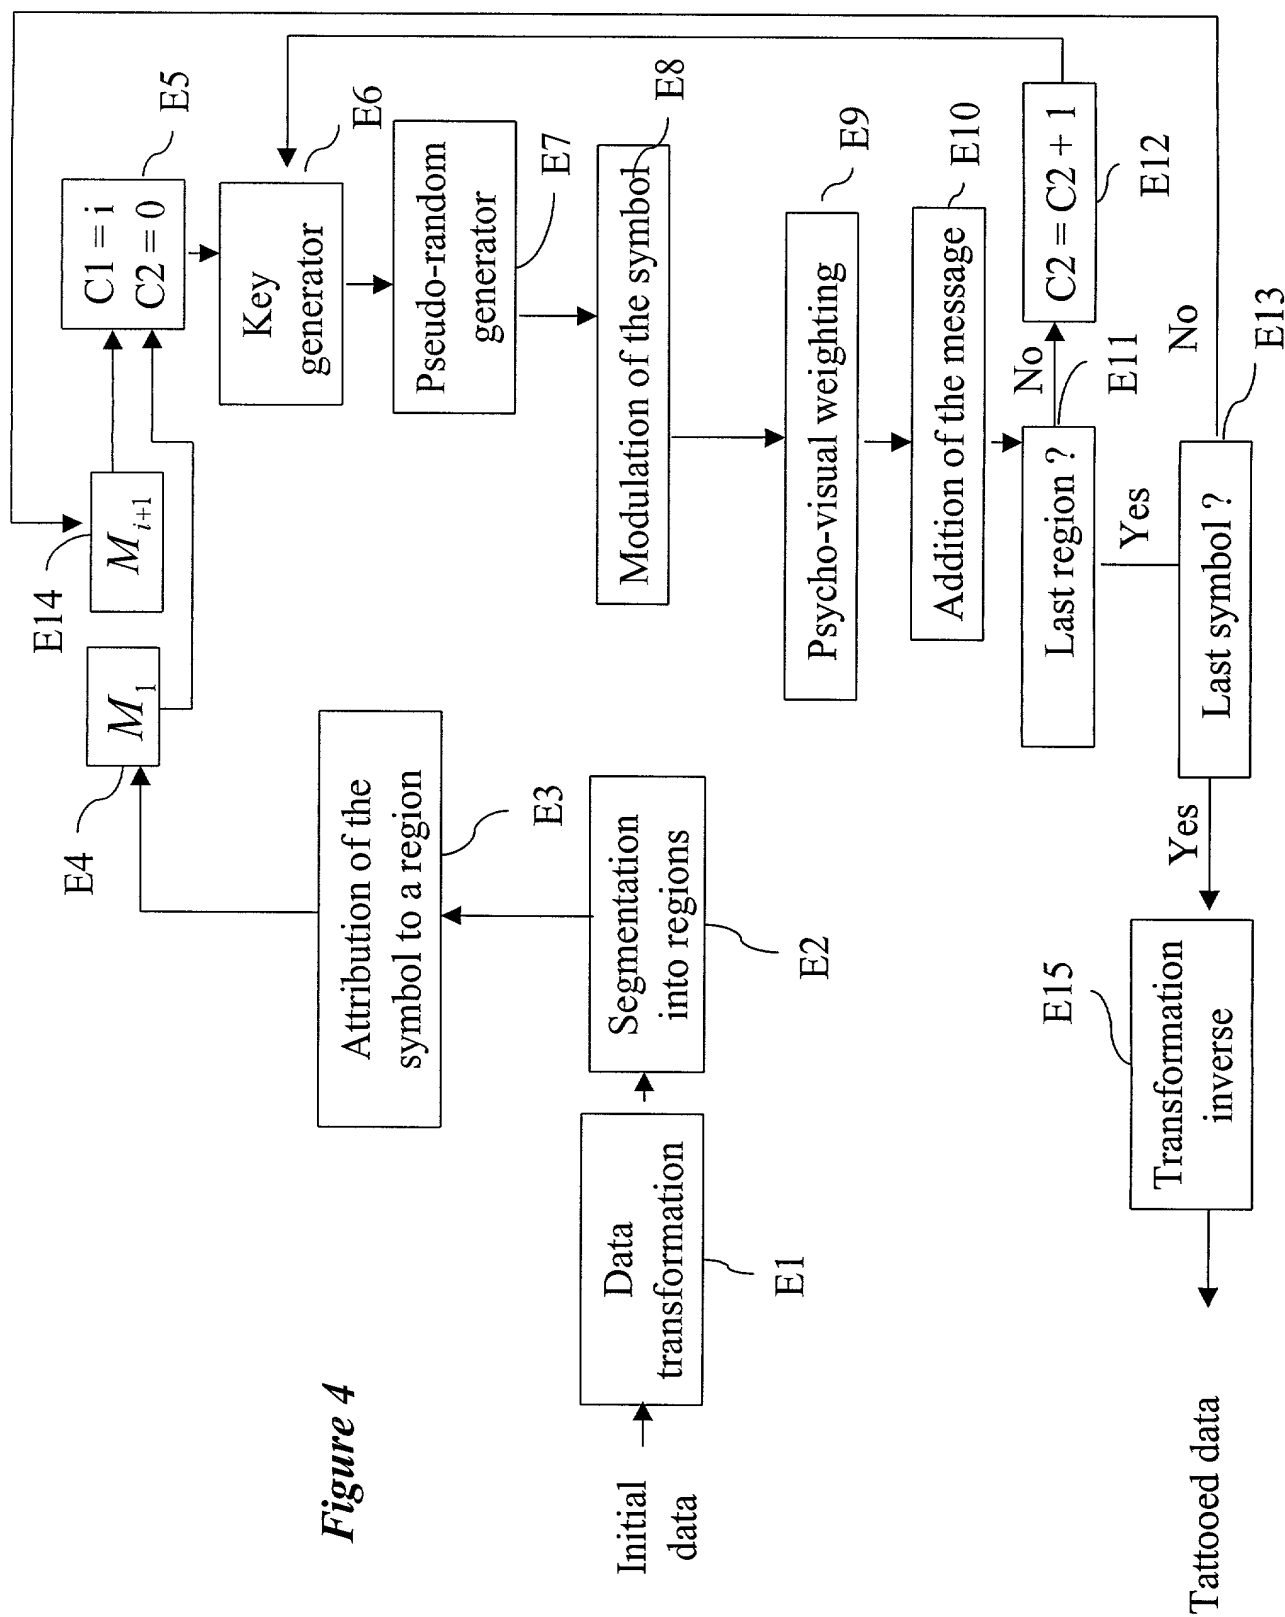 Figure 4
Initial
data
Data
transformation
E1
Segmentation
into regions
E2
Attribution of the
symbol to a region
E3
M1
E4
Mi+1
E14
C1 = i
C2 = 0
E5
Key
generator
E6
Pseudo-random
generator
E7
Modulation of the symbol
E8
Psycho-visual weighting
E9
Addition of the message
E10
Last region ?
E11
No
C2 = C2 + 1
E12
Yes
Last symbol ?
E13
No
Yes
Transformation
inverse
E15
Tattooed data